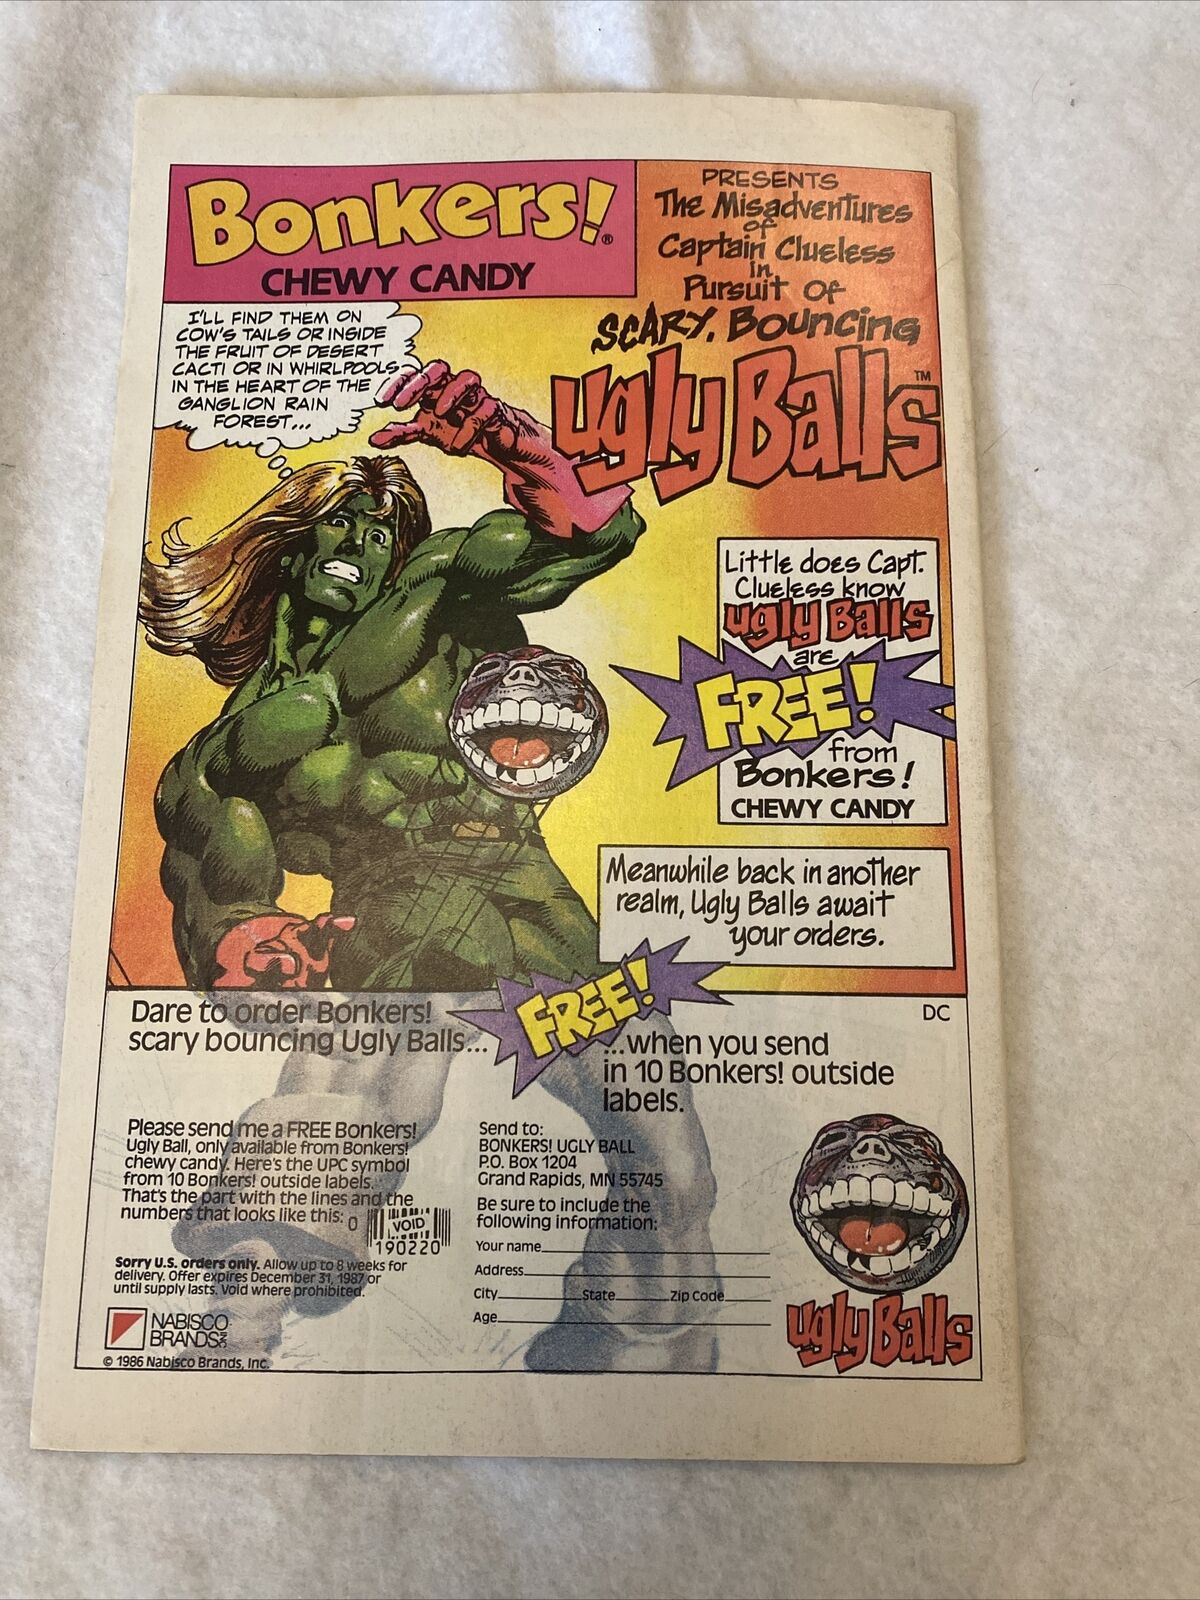 Bonkers!®
CHEWY CANDY
PRESENTS
The Misadventures
of
Captain Clueless
in
Pursuit Of
SCARY, Bouncing
Ugly Balls™
I'LL FIND THEM ON
COW'S TAILS OR INSIDE
THE FRUIT OF DESERT
CACTI OR IN WHIRLPOOLS
IN THE HEART OF THE
GANGLION RAIN
FOREST...
Little does Capt.
Clueless know
Ugly Balls
are
FREE!
from
Bonkers!
CHEWY CANDY
Meanwhile back in another
realm, Ugly Balls await
your orders.
Dare to order Bonkers!
scary bouncing Ugly Balls...
FREE!
...when you send
in 10 Bonkers! outside
labels.
DC
Please send me a FREE Bonkers!
Ugly Ball, only available from Bonkers!
chewy candy. Here's the UPC symbol
from 10 Bonkers! outside labels.
That's the part with the lines and the
numbers that looks like this: 0
VOID
190220
Sorry U.S. orders only. Allow up to 8 weeks for
delivery. Offer expires December 31, 1987 or
until supply lasts. Void where prohibited.
NABISCO
BRANDS INC
© 1986 Nabisco Brands, Inc.
Send to:
BONKERS! UGLY BALL
P.O. Box 1204
Grand Rapids, MN 55745
Be sure to include the
following information:
Your name
Address
City State Zip Code
Age
Ugly Balls